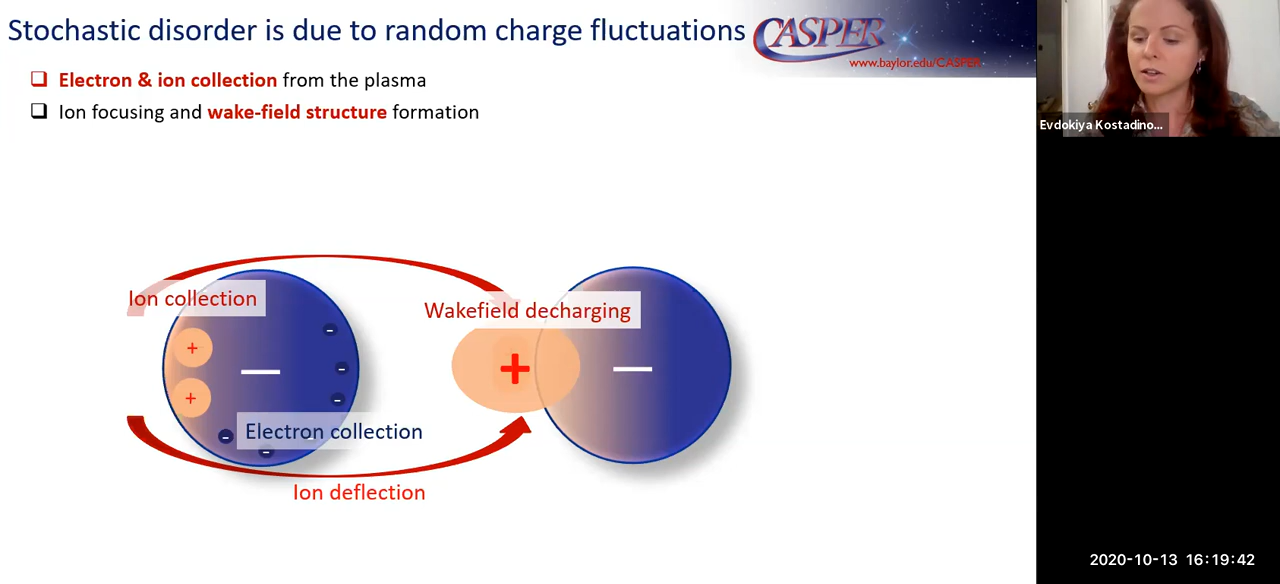 Stochastic disorder is due to random charge fluctuations
CASPER
www.baylor.edu/CASPER
Electron & ion collection from the plasma
Ion focusing and wake-field structure formation
Evdokiya Kostadino...
Ion collection
Wakefield decharging
+
+
+
—
—
-
-
-
-
-
Electron collection
Ion deflection
2020-10-13 16:19:42